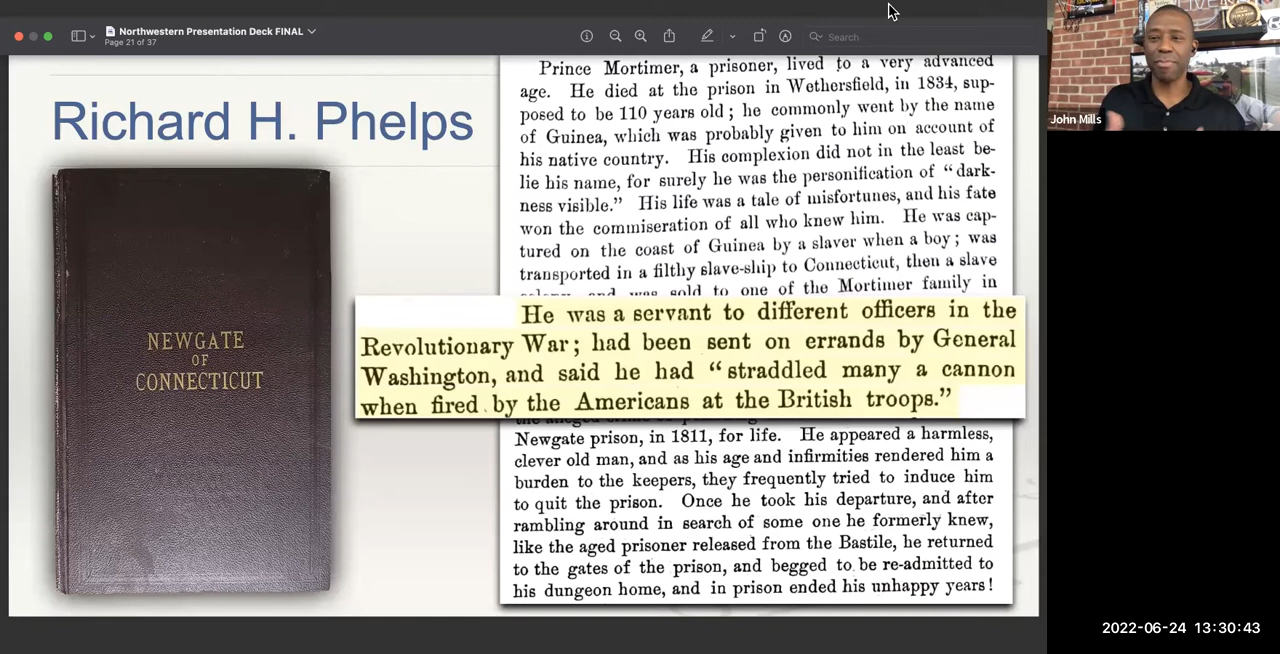 Northwestern Presentation Deck FINAL
Page 21 of 37
Search
John Mills
Richard H. Phelps
NEWGATE
OF
CONNECTICUT
Prince Mortimer, a prisoner, lived to a very advanced
age. He died at the prison in Wethersfield, in 1834, sup-
posed to be 110 years old; he commonly went by the name
of Guinea, which was probably given to him on account of
his native country. His complexion did not in the least be-
lie his name, for surely he was the personification of "dark-
ness visible." His life was a tale of misfortunes, and his fate
won the commiseration of all who knew him. He was cap-
tured on the coast of Guinea by a slaver when a boy; was
transported in a filthy slave-ship to Connecticut, then a slave
and was sold to one of the Mortimer family in
He was a servant to different officers in the
Revolutionary War; had been sent on errands by General
Washington, and said he had "straddled many a cannon
when fired by the Americans at the British troops."
Newgate prison, in 1811, for life. He appeared a harmless,
clever old man, and as his age and infirmities rendered him a
burden to the keepers, they frequently tried to induce him
to quit the prison. Once he took his departure, and after
rambling around in search of some one he formerly knew,
like the aged prisoner released from the Bastile, he returned
to the gates of the prison, and begged to be re-admitted to
his dungeon home, and in prison ended his unhappy years!
2022-06-24 13:30:43